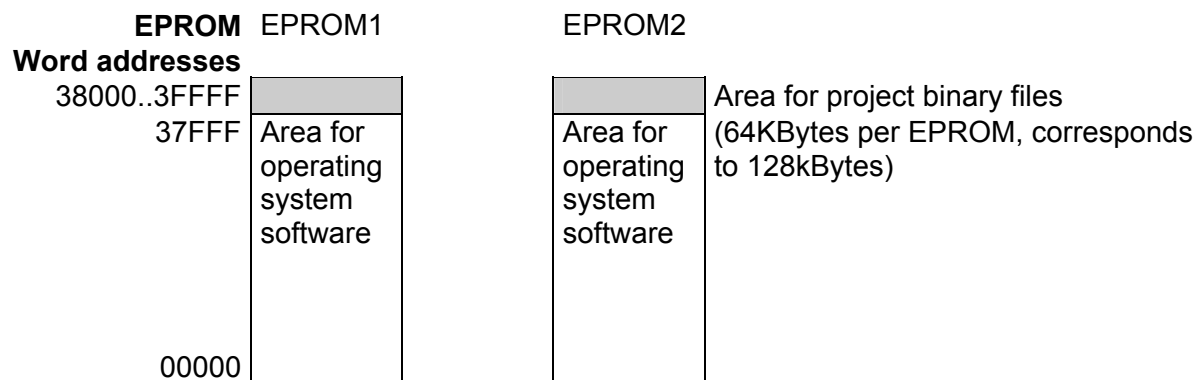 EPROM EPROM1 EPROM2
Word addresses
38000..3FFFF Area for project binary files
37FFF Area for Area for (64KBytes per EPROM, corresponds
operating operating to 128kBytes)
system system
software software
00000